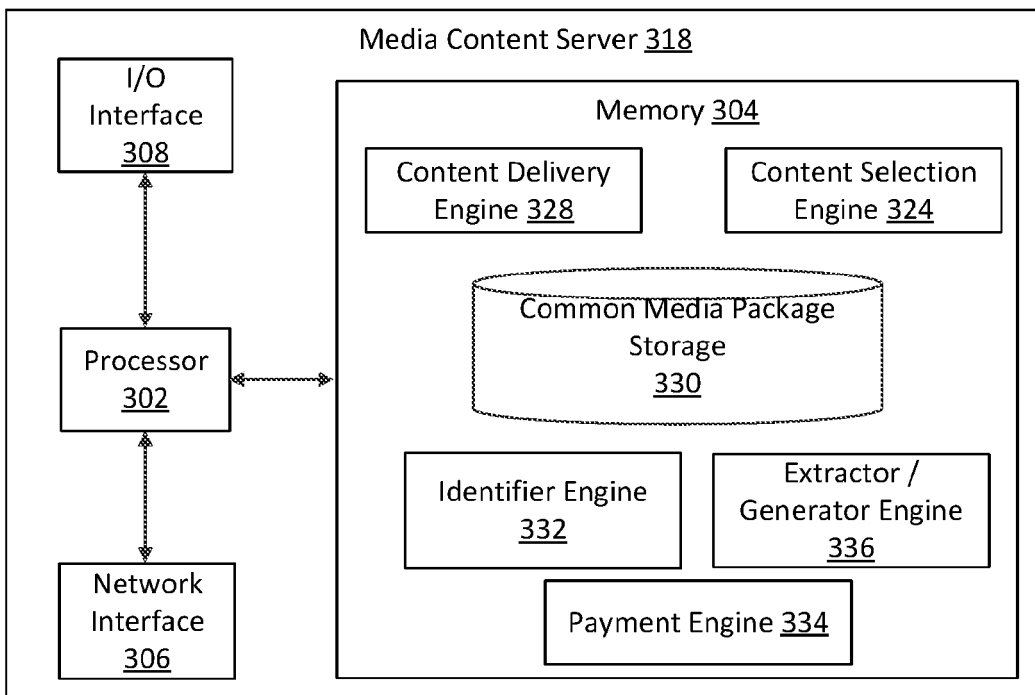 Media Content Server 318
I/O
Interface
308
Memory 304
Content Delivery
Engine 328
Content Selection
Engine 324
Common Media Package
Storage
330
Processor
302
Identifier Engine
332
Extractor /
Generator Engine
336
Network
Interface
306
Payment Engine 334